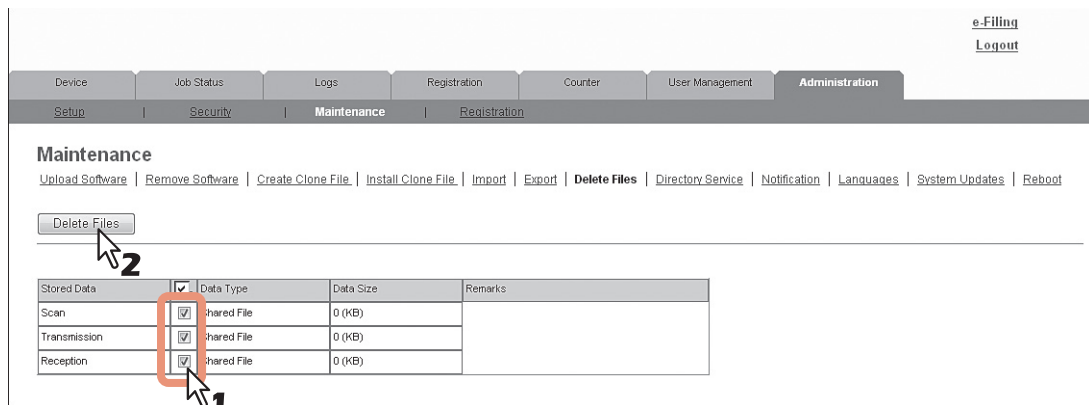 e-Filing
Logout
Device Job Status Logs Registration Counter User Management Administration
Setup | Security | Maintenance | Registration
Maintenance
Upload Software | Remove Software | Create Clone File | Install Clone File | Import | Export | Delete Files | Directory Service | Notification | Languages | System Updates | Reboot
Delete Files
2
Stored Data Data Type Data Size Remarks
Scan Shared File 0 (KB)
Transmission Shared File 0 (KB)
Reception Shared File 0 (KB)
1